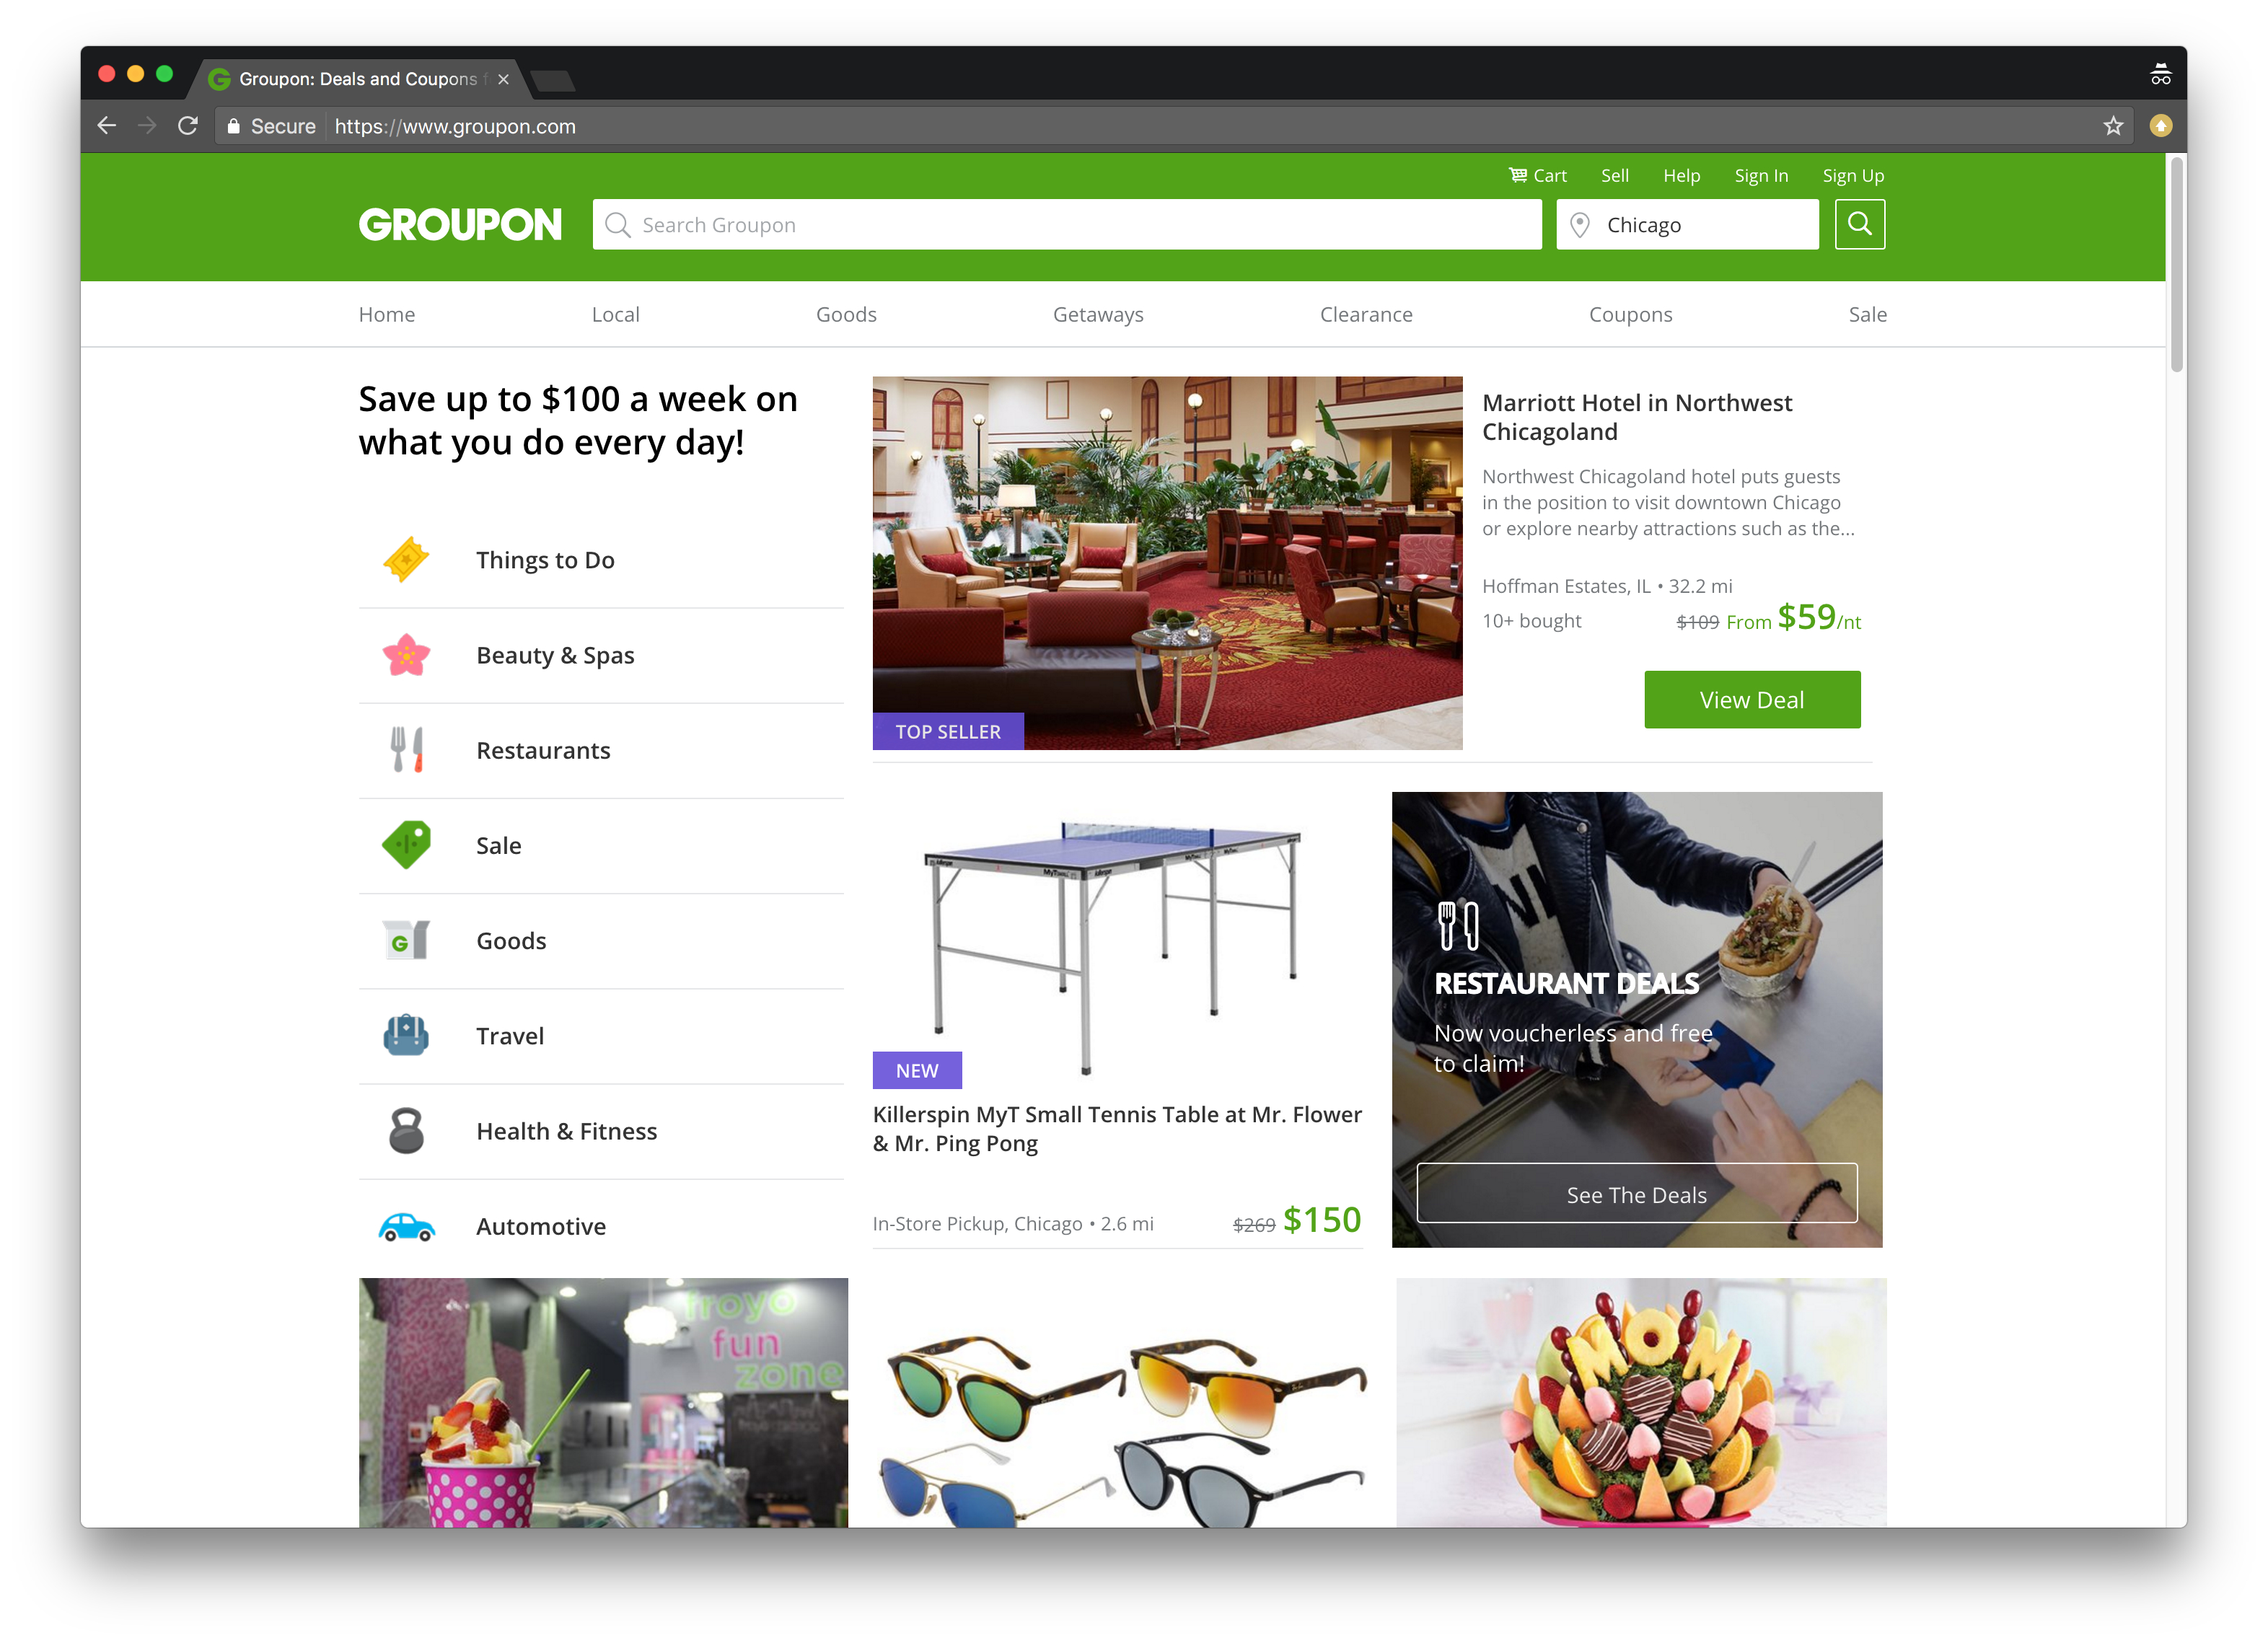 Groupon: Deals and Coupons f
Secure https://www.groupon.com
Cart Sell Help Sign In Sign Up
GROUPON Search Groupon Chicago
Home Local Goods Getaways Clearance Coupons Sale
Save up to $100 a week on
what you do every day!
Things to Do
Beauty & Spas
Restaurants
Sale
Goods
Travel
Health & Fitness
Automotive
TOP SELLER
Marriott Hotel in Northwest
Chicagoland
Northwest Chicagoland hotel puts guests
in the position to visit downtown Chicago
or explore nearby attractions such as the...
Hoffman Estates, IL • 32.2 mi
10+ bought $109 From $59/nt
View Deal
NEW
Killerspin MyT Small Tennis Table at Mr. Flower
& Mr. Ping Pong
In-Store Pickup, Chicago • 2.6 mi $269 $150
RESTAURANT DEALS
Now voucherless and free
to claim!
See The Deals
froyo
fun
zone
MOM